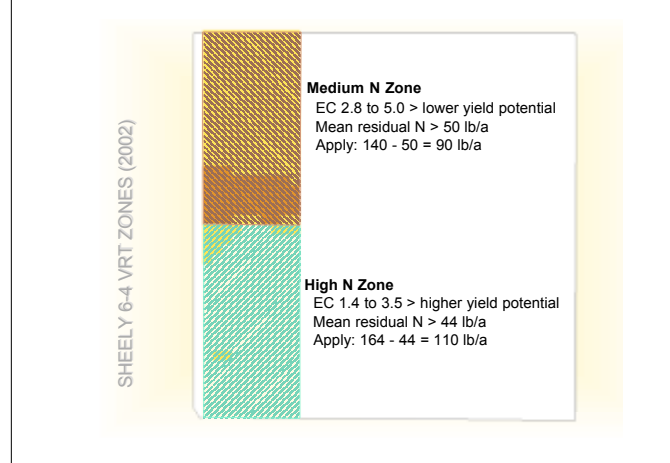 SHEELY 6-4 VRT ZONES (2002)
Medium N Zone
EC 2.8 to 5.0 > lower yield potential
Mean residual N > 50 lb/a
Apply: 140 - 50 = 90 lb/a
High N Zone
EC 1.4 to 3.5 > higher yield potential
Mean residual N > 44 lb/a
Apply: 164 - 44 = 110 lb/a